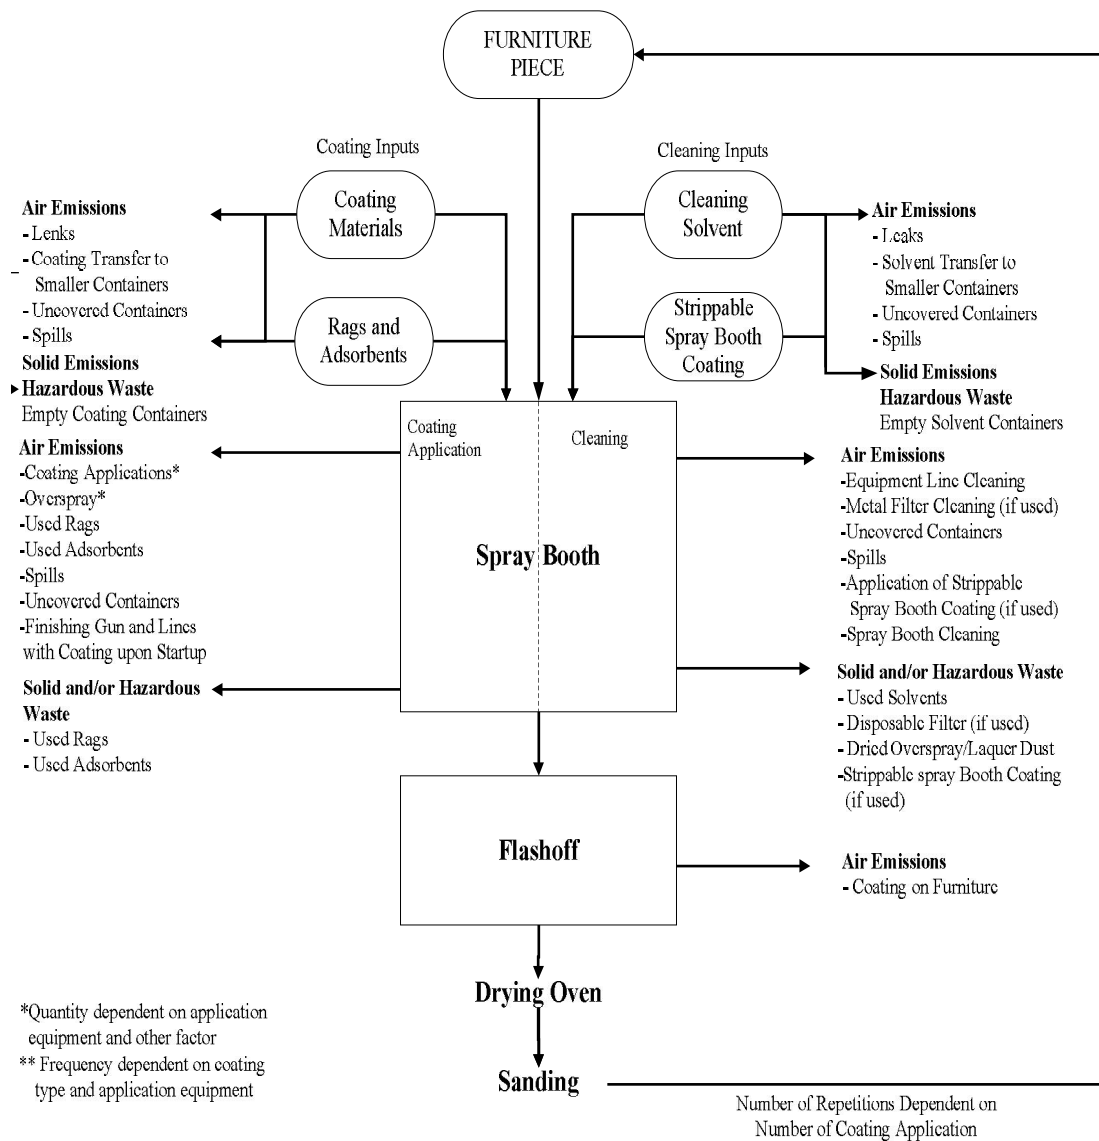 FURNITURE
PIECE
Coating Inputs
Cleaning Inputs
Coating
Materials
Cleaning
Solvent
Rags and
Adsorbents
Strippable
Spray Booth
Coating
Air Emissions
- Lenks
- Coating Transfer to
Smaller Containers
- Uncovered Containers
- Spills
Solid Emissions
Hazardous Waste
Empty Coating Containers
Air Emissions
- Leaks
- Solvent Transfer to
Smaller Containers
- Uncovered Containers
- Spills
Solid Emissions
Hazardous Waste
Empty Solvent Containers
Coating
Application
Cleaning
Spray Booth
Air Emissions
-Coating Applications*
-Overspray*
-Used Rags
-Used Adsorbents
-Spills
-Uncovered Containers
-Finishing Gun and Lines
with Coating upon Startup
Solid and/or Hazardous
Waste
- Used Rags
- Used Adsorbents
Air Emissions
-Equipment Line Cleaning
-Metal Filter Cleaning (if used)
-Uncovered Containers
-Spills
-Application of Strippable
Spray Booth Coating (if used)
-Spray Booth Cleaning
Solid and/or Hazardous Waste
- Used Solvents
- Disposable Filter (if used)
- Dried Overspray/Laquer Dust
-Strippable spray Booth Coating
(if used)
Flashoff
Air Emissions
- Coating on Furniture
Drying Oven
Sanding
*Quantity dependent on application
equipment and other factor
** Frequency dependent on coating
type and application equipment
Number of Repetitions Dependent on
Number of Coating Application